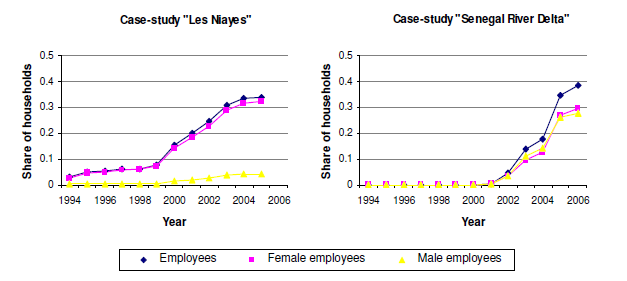 Case-study "Les Niayes"
Share of households
0.5
0.4
0.3
0.2
0.1
0
1994 1996 1998 2000 2002 2004 2006
Year
Case-study "Senegal River Delta"
Share of households
0.5
0.4
0.3
0.2
0.1
0
1994 1996 1998 2000 2002 2004 2006
Year
Employees Female employees Male employees